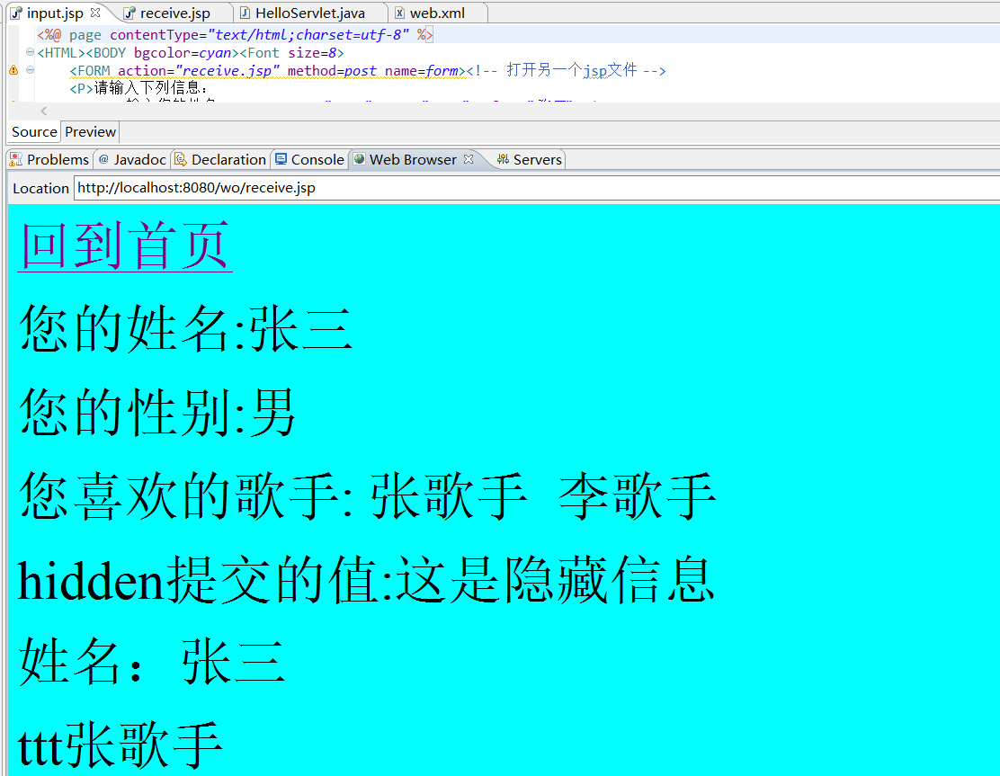 input.jsp receive.jsp HelloServlet.java web.xml
<%@ page contentType="text/html;charset=utf-8" %>
<HTML><BODY bgcolor=cyan><Font size=8>
<FORM action="receive.jsp" method=post name=form><!-- 打开另一个jsp文件 -->
<P>请输入下列信息:
Source Preview
Problems @ Javadoc Declaration Console Web Browser Servers
Location http://localhost:8080/wo/receive.jsp
回到首页
您的姓名:张三
您的性别:男
您喜欢的歌手: 张歌手 李歌手
hidden提交的值:这是隐藏信息
姓名：张三
ttt张歌手